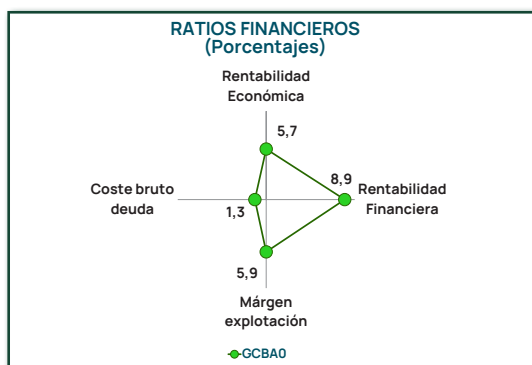 RATIOS FINANCIEROS
(Porcentajes)
Rentabilidad
Económica
5,7
8,9
Rentabilidad
Financiera
Coste bruto
deuda
1,3
5,9
Márgen
explotación
GCBA0